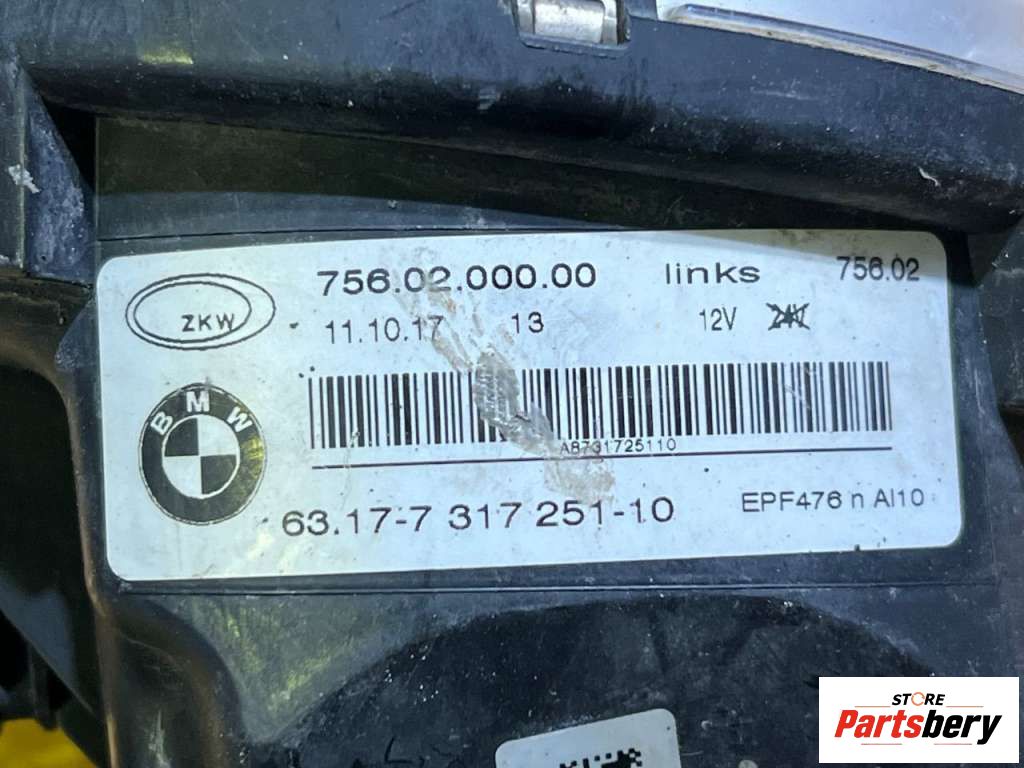 756.02.000.00 links 756.02
ZKW 11.10.17 13 12V 24V
BMW
A8731725110
63.17-7 317 251-10 EPF476 n Al10
STORE
Partsbery